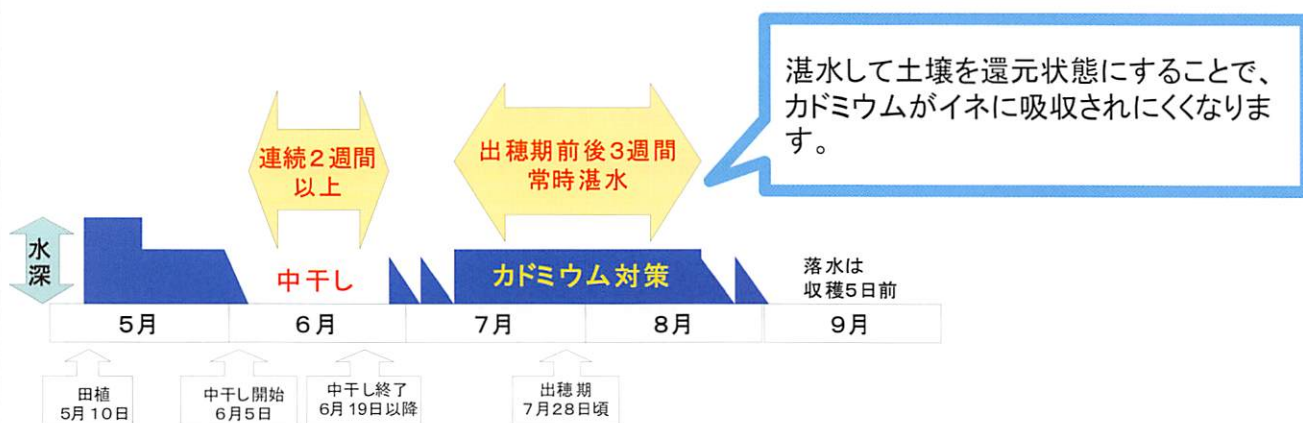 湛水して土壌を還元状態にすることで、
カドミウムがイネに吸収されにくくなりま
す。
連続2週間
以上
出穂期前後3週間
常時湛水
水深
中干し
カドミウム対策
落水は
収穫5日前
5月
6月
7月
8月
9月
田植
5月10日
中干し開始
6月5日
中干し終了
6月19日以降
出穂期
7月28日頃